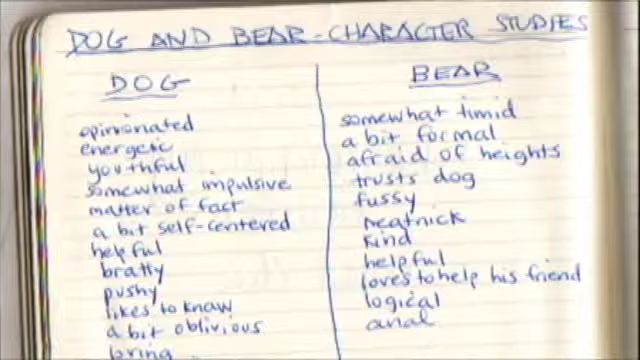 DOG AND BEAR - CHARACTER STUDIES
DOG
opinionated
energetic
youthful
somewhat impulsive
matter of fact
a bit self-centered
helpful
bratty
pushy
likes to knaw
a bit oblivious
BEAR
somewhat timid
a bit formal
afraid of heights
trusts dog
fussy
neatnick
kind
helpful
loves to help his friend
logical
anal